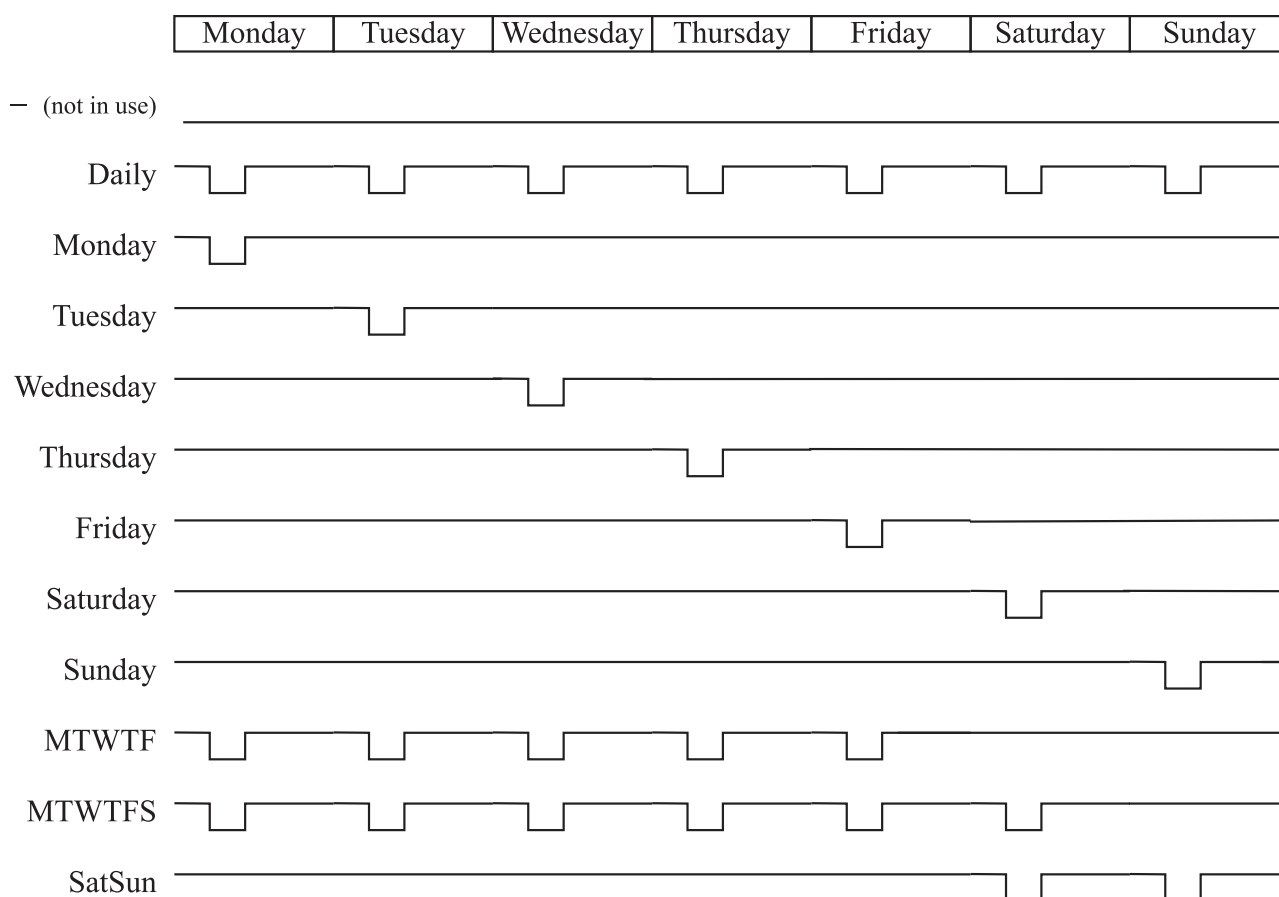 Monday Tuesday Wednesday Thursday Friday Saturday Sunday
– (not in use)
Daily
Monday
Tuesday
Wednesday
Thursday
Friday
Saturday
Sunday
MTWTF
MTWTFS
SatSun